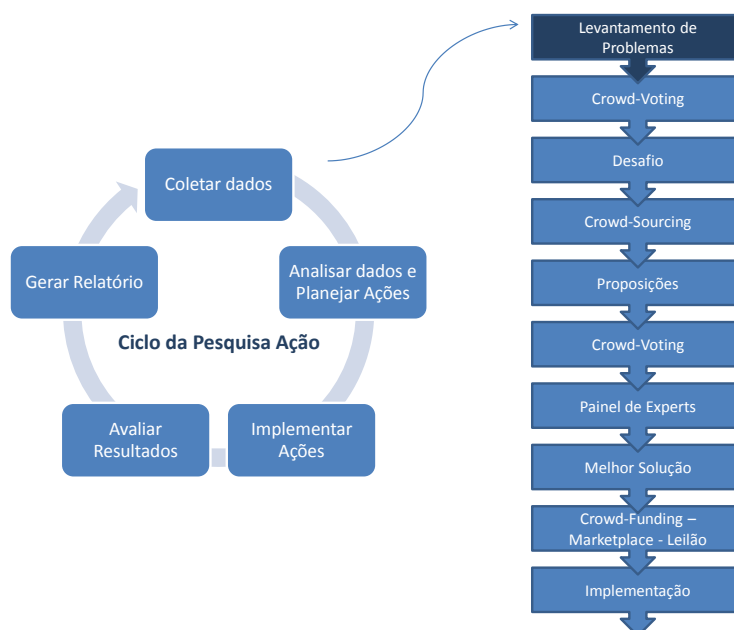 Coletar dados
Analisar dados e
Planejar Ações
Implementar
Ações
Avaliar
Resultados
Gerar Relatório
Ciclo da Pesquisa Ação
Levantamento de
Problemas
Crowd-Voting
Desafio
Crowd-Sourcing
Proposições
Crowd-Voting
Painel de Experts
Melhor Solução
Crowd-Funding –
Marketplace - Leilão
Implementação